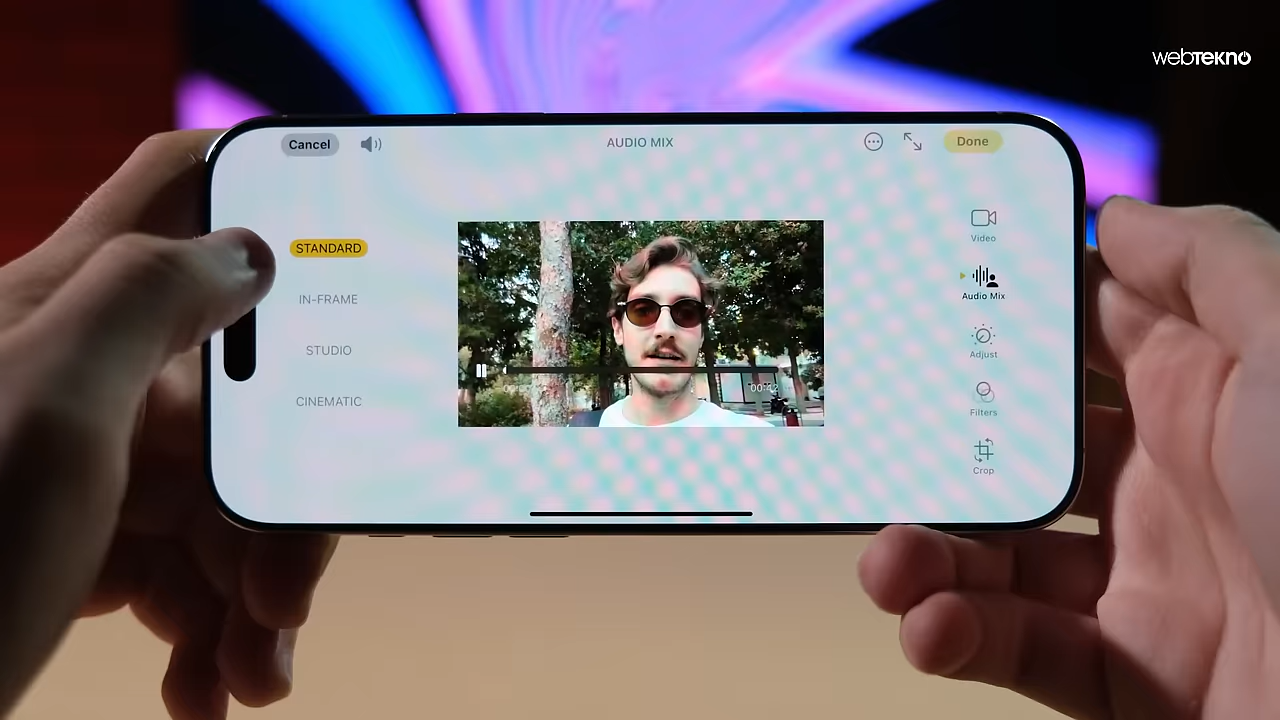 webtekno
Cancel
AUDIO MIX
Done
STANDARD
IN-FRAME
STUDIO
CINEMATIC
Video
Audio Mix
Adjust
Filters
Crop